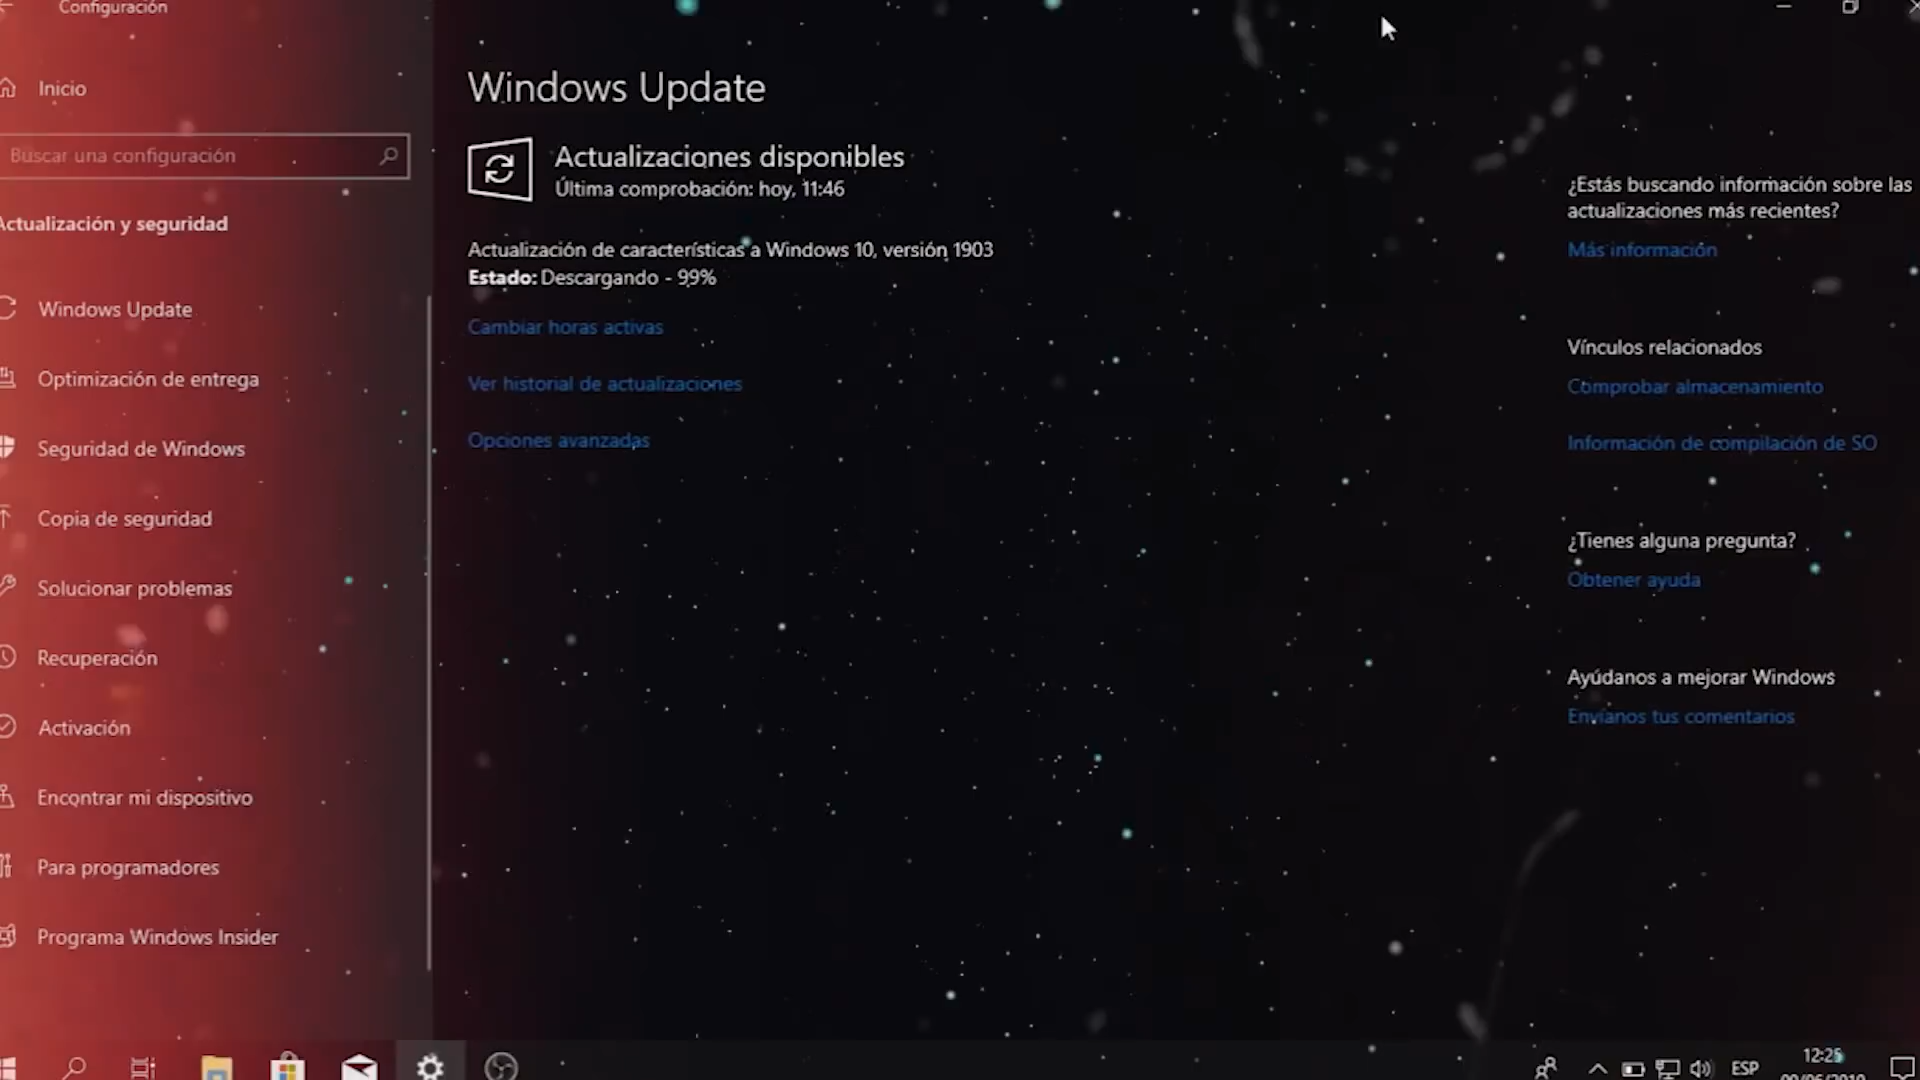 Configuración
Inicio
Buscar una configuración
Actualización y seguridad
Windows Update
Optimización de entrega
Seguridad de Windows
Copia de seguridad
Solucionar problemas
Recuperación
Activación
Encontrar mi dispositivo
Para programadores
Programa Windows Insider
Windows Update
Actualizaciones disponibles
Última comprobación: hoy, 11:46
Actualización de características a Windows 10, versión 1903
Estado: Descargando - 99%
Cambiar horas activas
Ver historial de actualizaciones
Opciones avanzadas
¿Estás buscando información sobre las
actualizaciones más recientes?
Más información
Vínculos relacionados
Comprobar almacenamiento
Información de compilación de SO
¿Tienes alguna pregunta?
Obtener ayuda
Ayúdanos a mejorar Windows
Envíanos tus comentarios
ESP
12:25